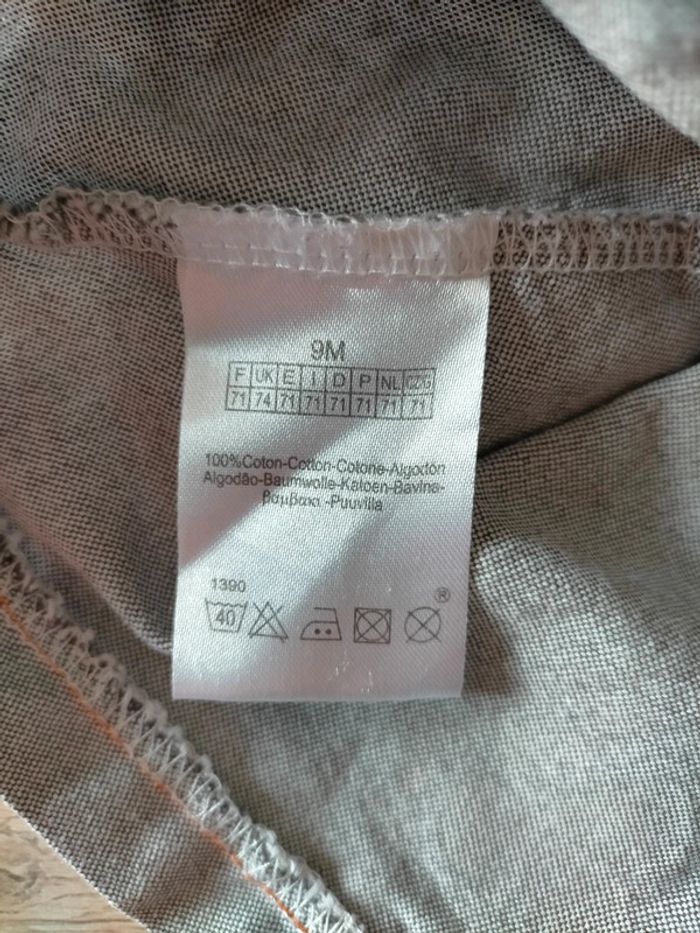 9M
F UK E I D P NL CZG
71 74 71 71 71 71 71 71
100%Coton-Cotton-Cotone-Algodón
Algodão-Baumwolle-Katoen-Bavlna-
βαμβακι -Puuvilla
1390
®
40